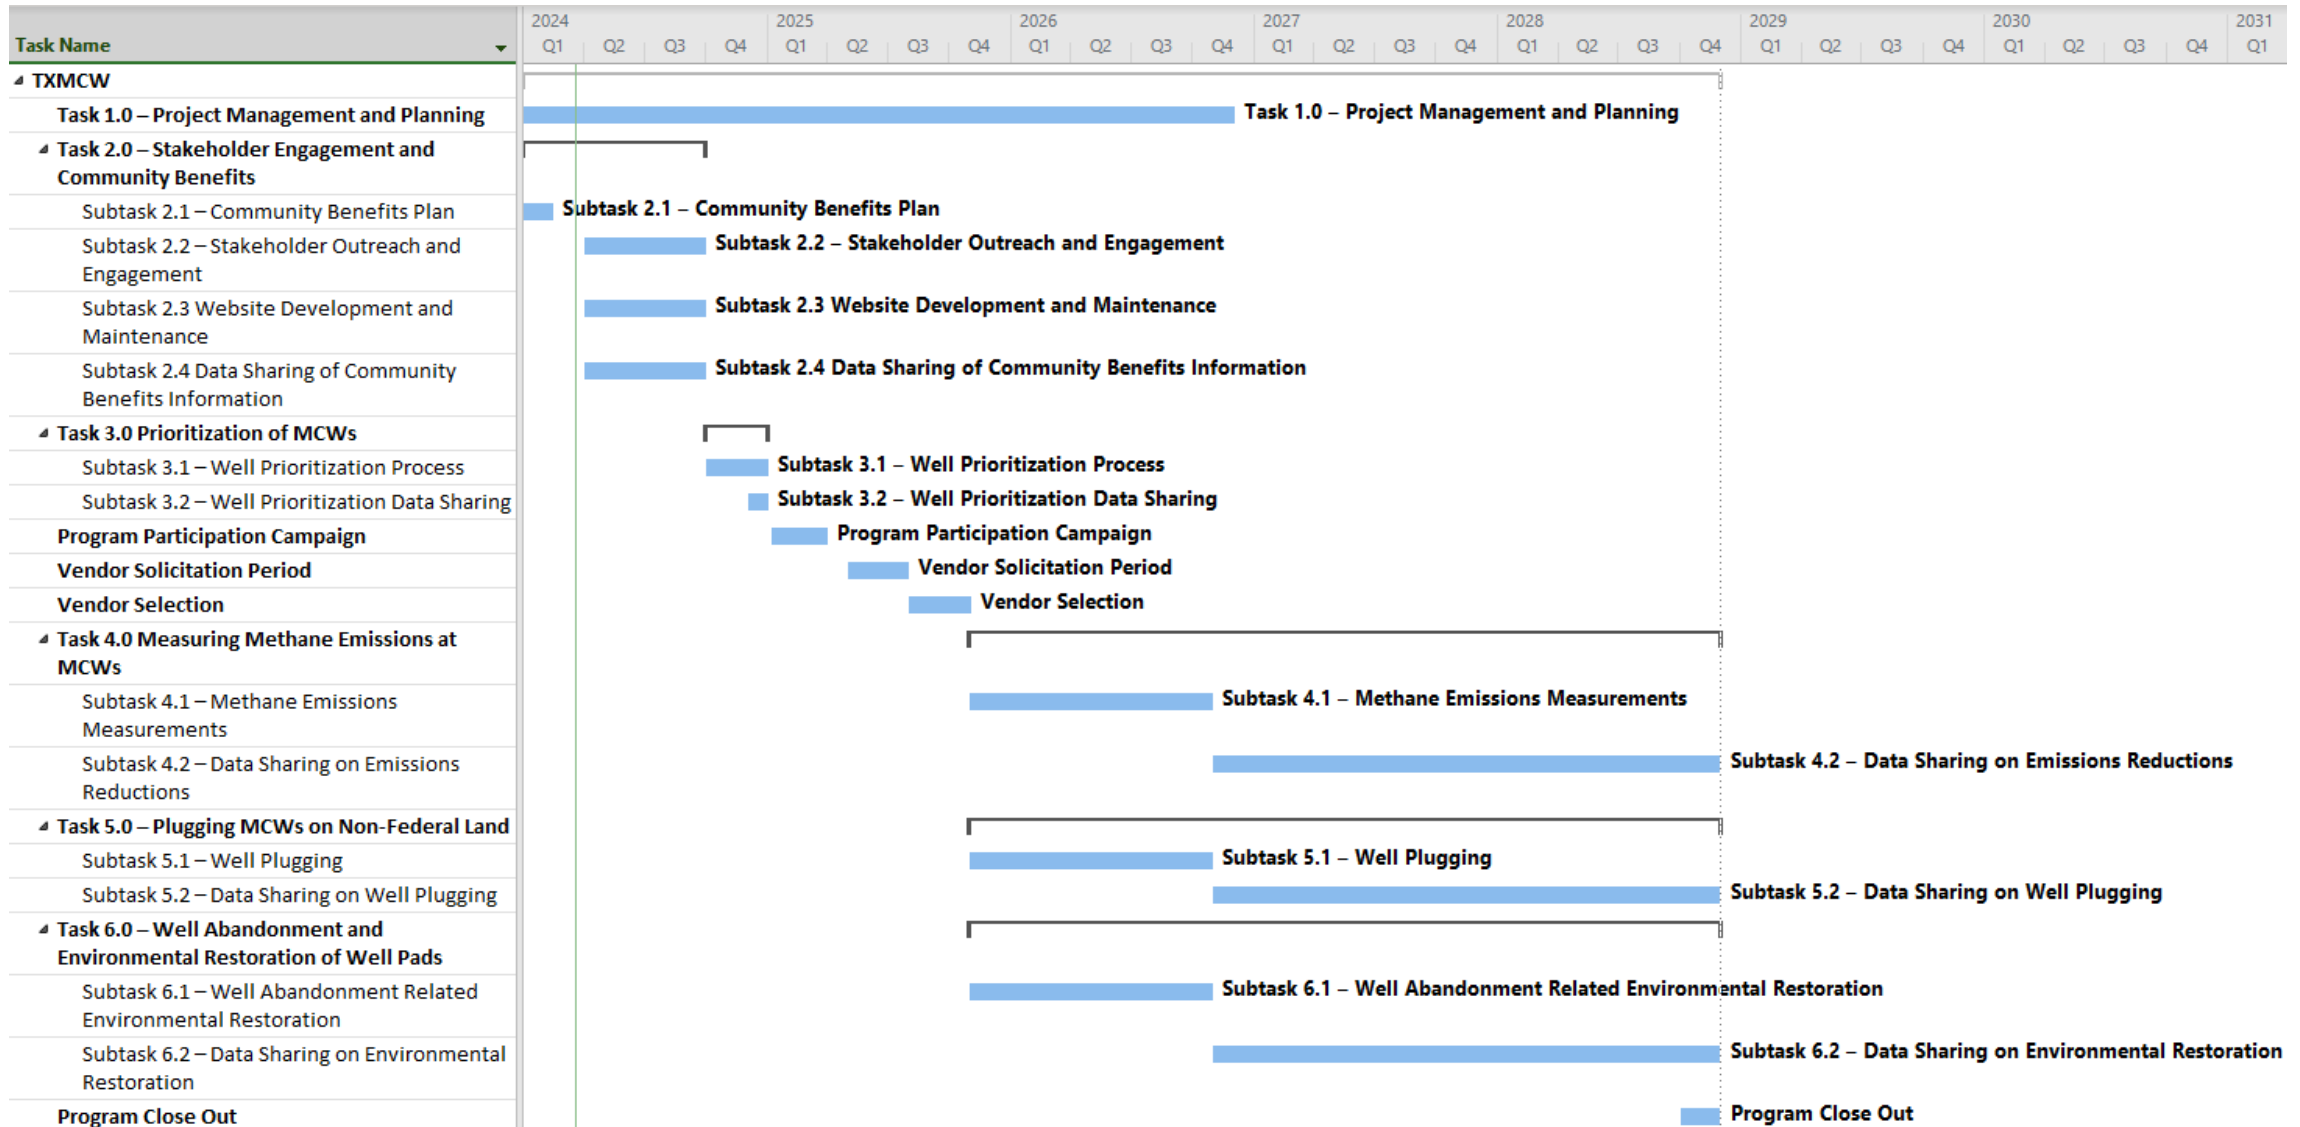 2024 2025 2026 2027 2028 2029 2030 2031
Task Name Q1 Q2 Q3 Q4 Q1 Q2 Q3 Q4 Q1 Q2 Q3 Q4 Q1 Q2 Q3 Q4 Q1 Q2 Q3 Q4 Q1 Q2 Q3 Q4 Q1 Q2 Q3 Q4 Q1
TXMCW
Task 1.0 – Project Management and Planning Task 1.0 – Project Management and Planning
Task 2.0 – Stakeholder Engagement and
Community Benefits
Subtask 2.1 – Community Benefits Plan Subtask 2.1 – Community Benefits Plan
Subtask 2.2 – Stakeholder Outreach and Subtask 2.2 – Stakeholder Outreach and Engagement
Engagement
Subtask 2.3 Website Development and Subtask 2.3 Website Development and Maintenance
Maintenance
Subtask 2.4 Data Sharing of Community Subtask 2.4 Data Sharing of Community Benefits Information
Benefits Information
Task 3.0 Prioritization of MCWs
Subtask 3.1 – Well Prioritization Process Subtask 3.1 – Well Prioritization Process
Subtask 3.2 – Well Prioritization Data Sharing Subtask 3.2 – Well Prioritization Data Sharing
Program Participation Campaign Program Participation Campaign
Vendor Solicitation Period Vendor Solicitation Period
Vendor Selection Vendor Selection
Task 4.0 Measuring Methane Emissions at
MCWs
Subtask 4.1 – Methane Emissions Subtask 4.1 – Methane Emissions Measurements
Measurements
Subtask 4.2 – Data Sharing on Emissions Subtask 4.2 – Data Sharing on Emissions Reductions
Reductions
Task 5.0 – Plugging MCWs on Non-Federal Land
Subtask 5.1 – Well Plugging Subtask 5.1 – Well Plugging
Subtask 5.2 – Data Sharing on Well Plugging Subtask 5.2 – Data Sharing on Well Plugging
Task 6.0 – Well Abandonment and
Environmental Restoration of Well Pads
Subtask 6.1 – Well Abandonment Related Subtask 6.1 – Well Abandonment Related Environmental Restoration
Environmental Restoration
Subtask 6.2 – Data Sharing on Environmental Subtask 6.2 – Data Sharing on Environmental Restoration
Restoration
Program Close Out Program Close Out